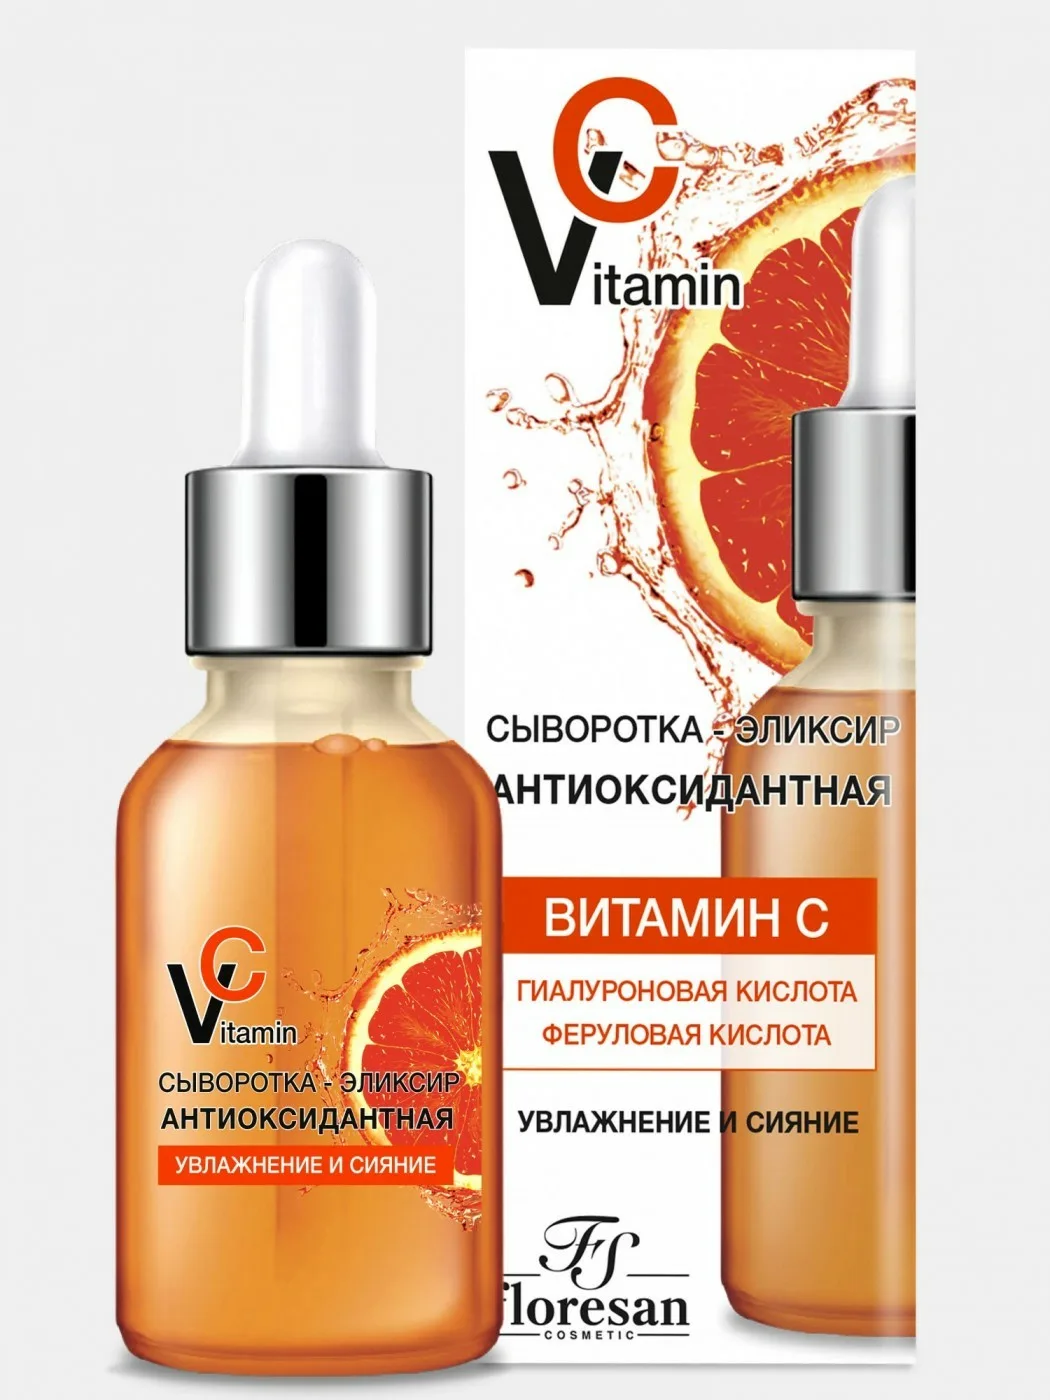 Vitamin C
СЫВОРОТКА - ЭЛИКСИР
АНТИОКСИДАНТНАЯ
ВИТАМИН С
ГИАЛУРОНОВАЯ КИСЛОТА
ФЕРУЛОВАЯ КИСЛОТА
УВЛАЖНЕНИЕ И СИЯНИЕ
FS
floresan
COSMETIC
Vitamin C
СЫВОРОТКА - ЭЛИКСИР
АНТИОКСИДАНТНАЯ
УВЛАЖНЕНИЕ И СИЯНИЕ